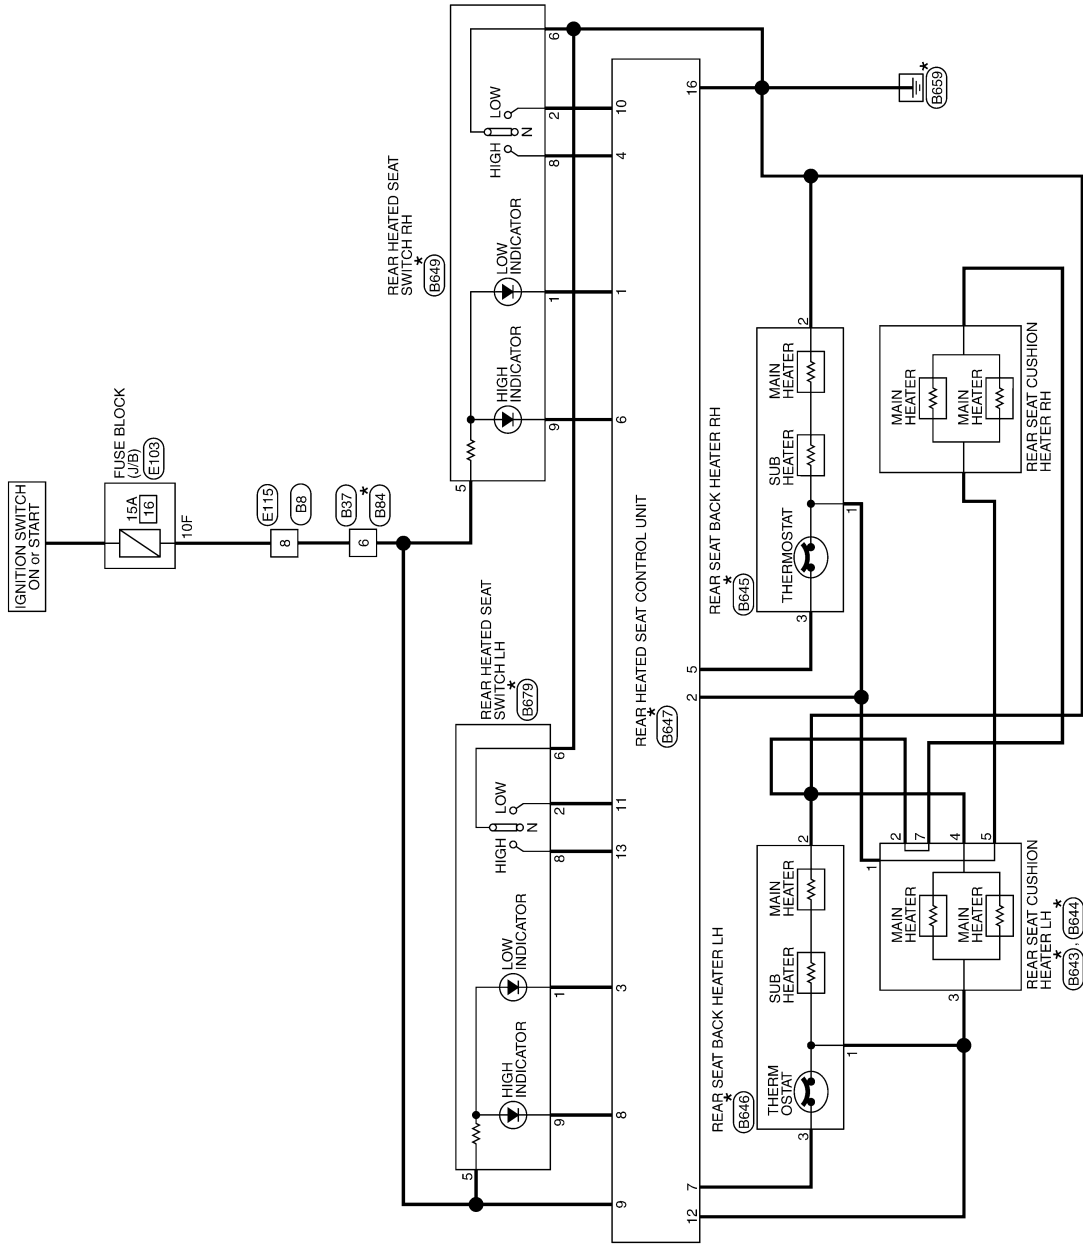 IGNITION SWITCH
ON or START
FUSE BLOCK
(J/B)
E103
15A
16
10F
E115
8
B8
B37
6
*
B84
REAR HEATED SEAT
SWITCH LH
*
B679
5
HIGH
INDICATOR
LOW
INDICATOR
HIGH
LOW
N
9
1
8
2
6
REAR HEATED SEAT
SWITCH RH
*
B649
5
HIGH
INDICATOR
LOW
INDICATOR
HIGH
LOW
N
9
1
8
2
6
9
8
3
13
11
6
1
4
10
REAR HEATED SEAT CONTROL UNIT
*
B647
12
7
2
5
16
*
B659
REAR SEAT BACK HEATER LH
*
B646
3
THERM
OSTAT
SUB
HEATER
MAIN
HEATER
2
1
REAR SEAT BACK HEATER RH
*
B645
3
THERMOSTAT
SUB
HEATER
MAIN
HEATER
2
1
3
MAIN
HEATER
MAIN
HEATER
1
2
7
4
5
REAR SEAT CUSHION
HEATER LH
*
B643 ,
*
B644
MAIN
HEATER
MAIN
HEATER
REAR SEAT CUSHION
HEATER RH